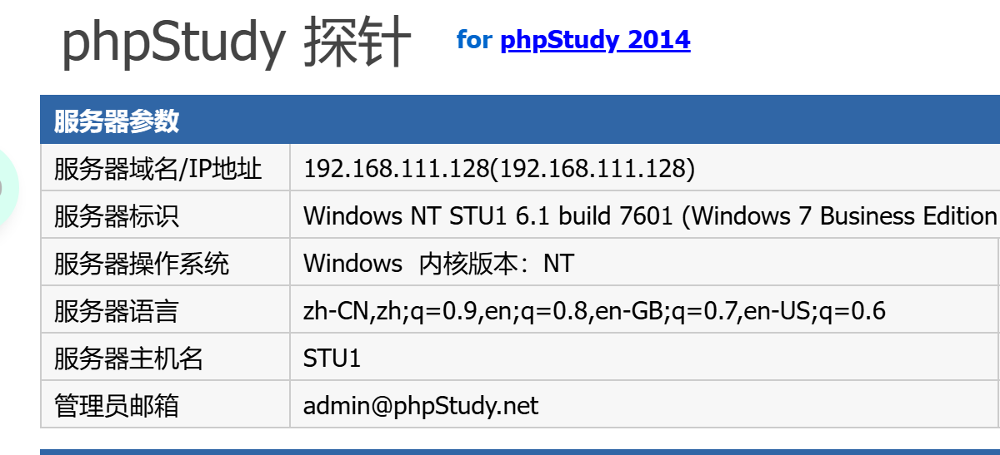 phpStudy 探针 for phpStudy 2014
服务器参数
服务器域名/IP地址 192.168.111.128(192.168.111.128)
服务器标识 Windows NT STU1 6.1 build 7601 (Windows 7 Business Edition
服务器操作系统 Windows 内核版本：NT
服务器语言 zh-CN,zh;q=0.9,en;q=0.8,en-GB;q=0.7,en-US;q=0.6
服务器主机名 STU1
管理员邮箱 admin@phpStudy.net